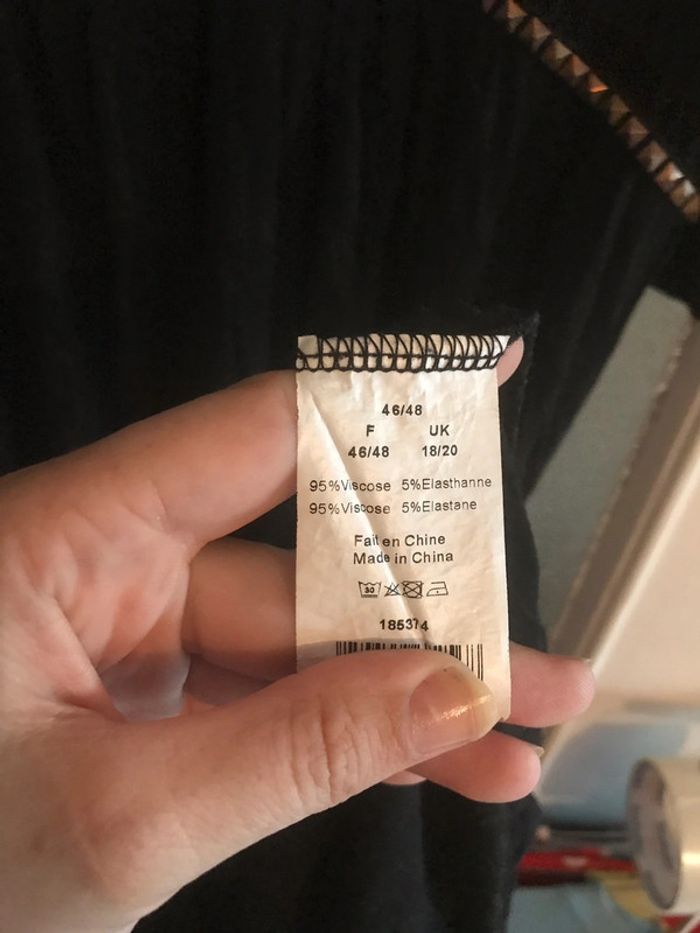 46/48
F UK
46/48 18/20
95%Viscose 5%Elasthanne
95%Viscose 5%Elastane
Fait en Chine
Made in China
30
185374